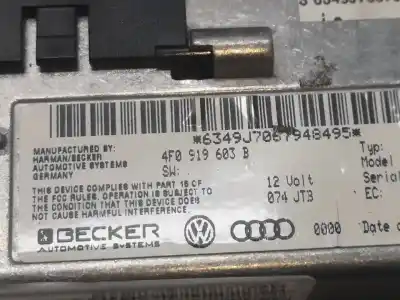 *6349J7067948495*
MANUFACTURED BY:
HARMAN/BECKER
AUTOMOTIVE SYSTEMS
GERMANY
4F0 919 603 B
SW:
Typ:
Model
Serial
THIS DEVICE COMPLIES WITH PART 15 OF
THE FCC RULES. OPERATION IS SUBJECT TO
THE CONDITION THAT THIS DEVICE DOES
NOT CAUSE HARMFUL INTERFERENCE.
12 Volt
074 JTB
EC:
BECKER
AUTOMOTIVE SYSTEMS
0000
Date o